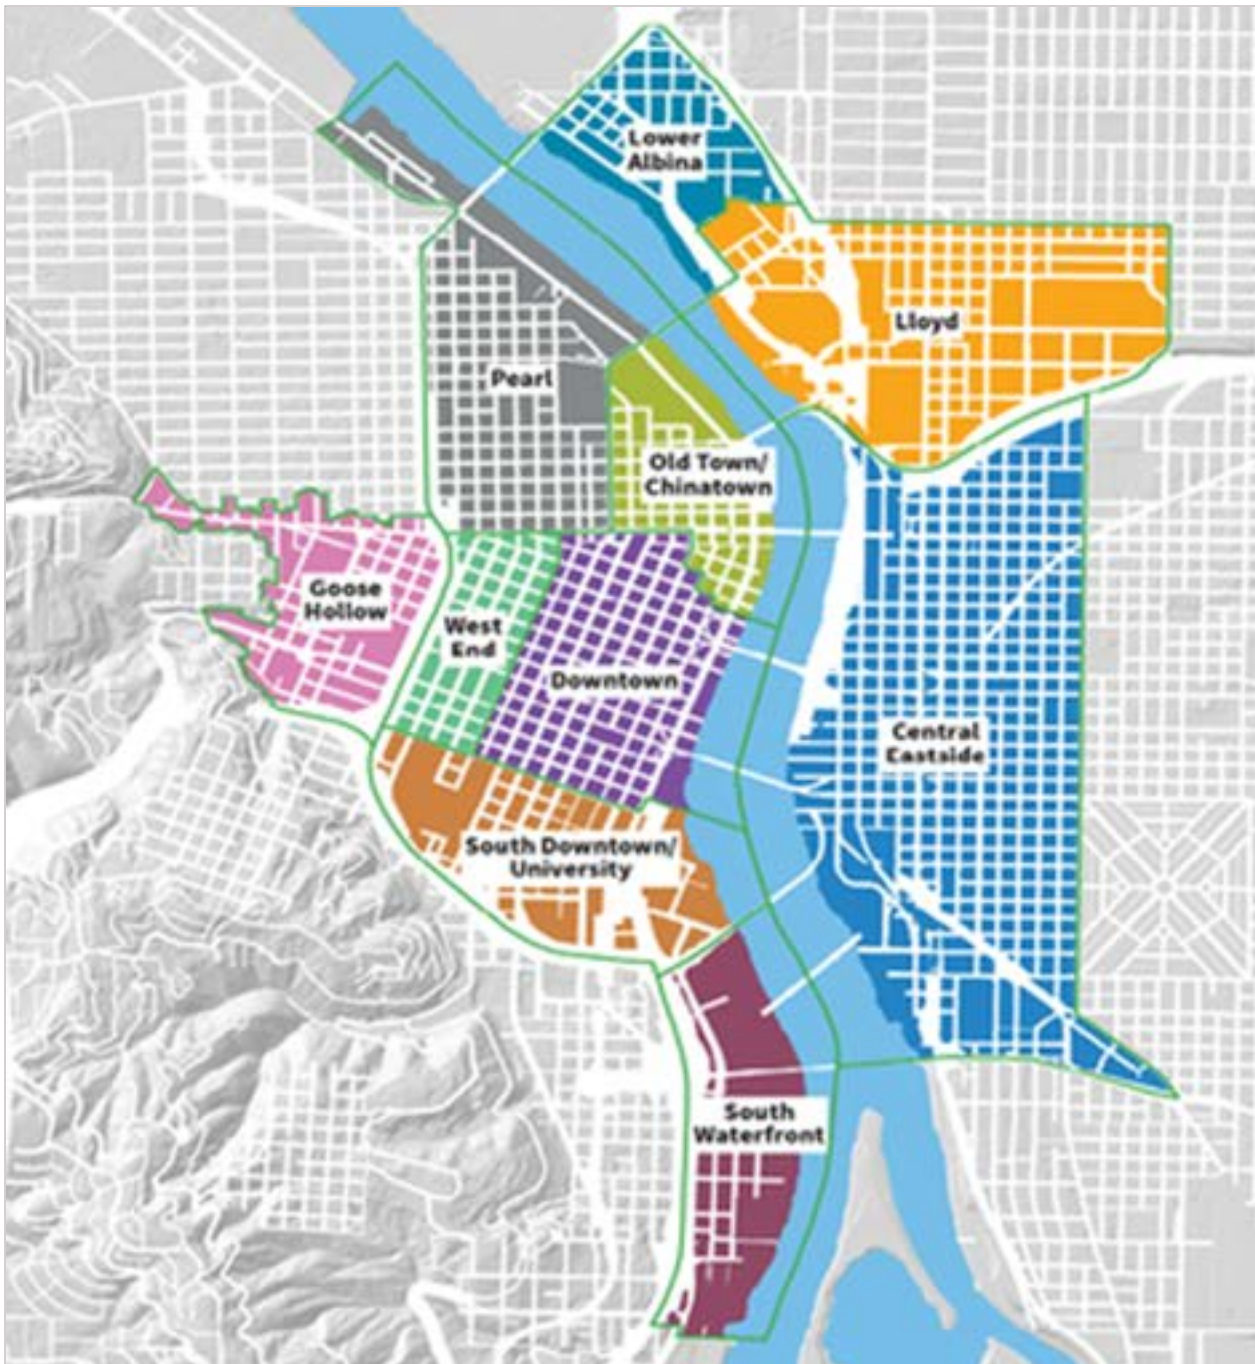 Lower
Albina
Lloyd
Pearl
Old Town/
Chinatown
Goose
Hollow
West
End
Downtown
Central
Eastside
South Downtown/
University
South
Waterfront